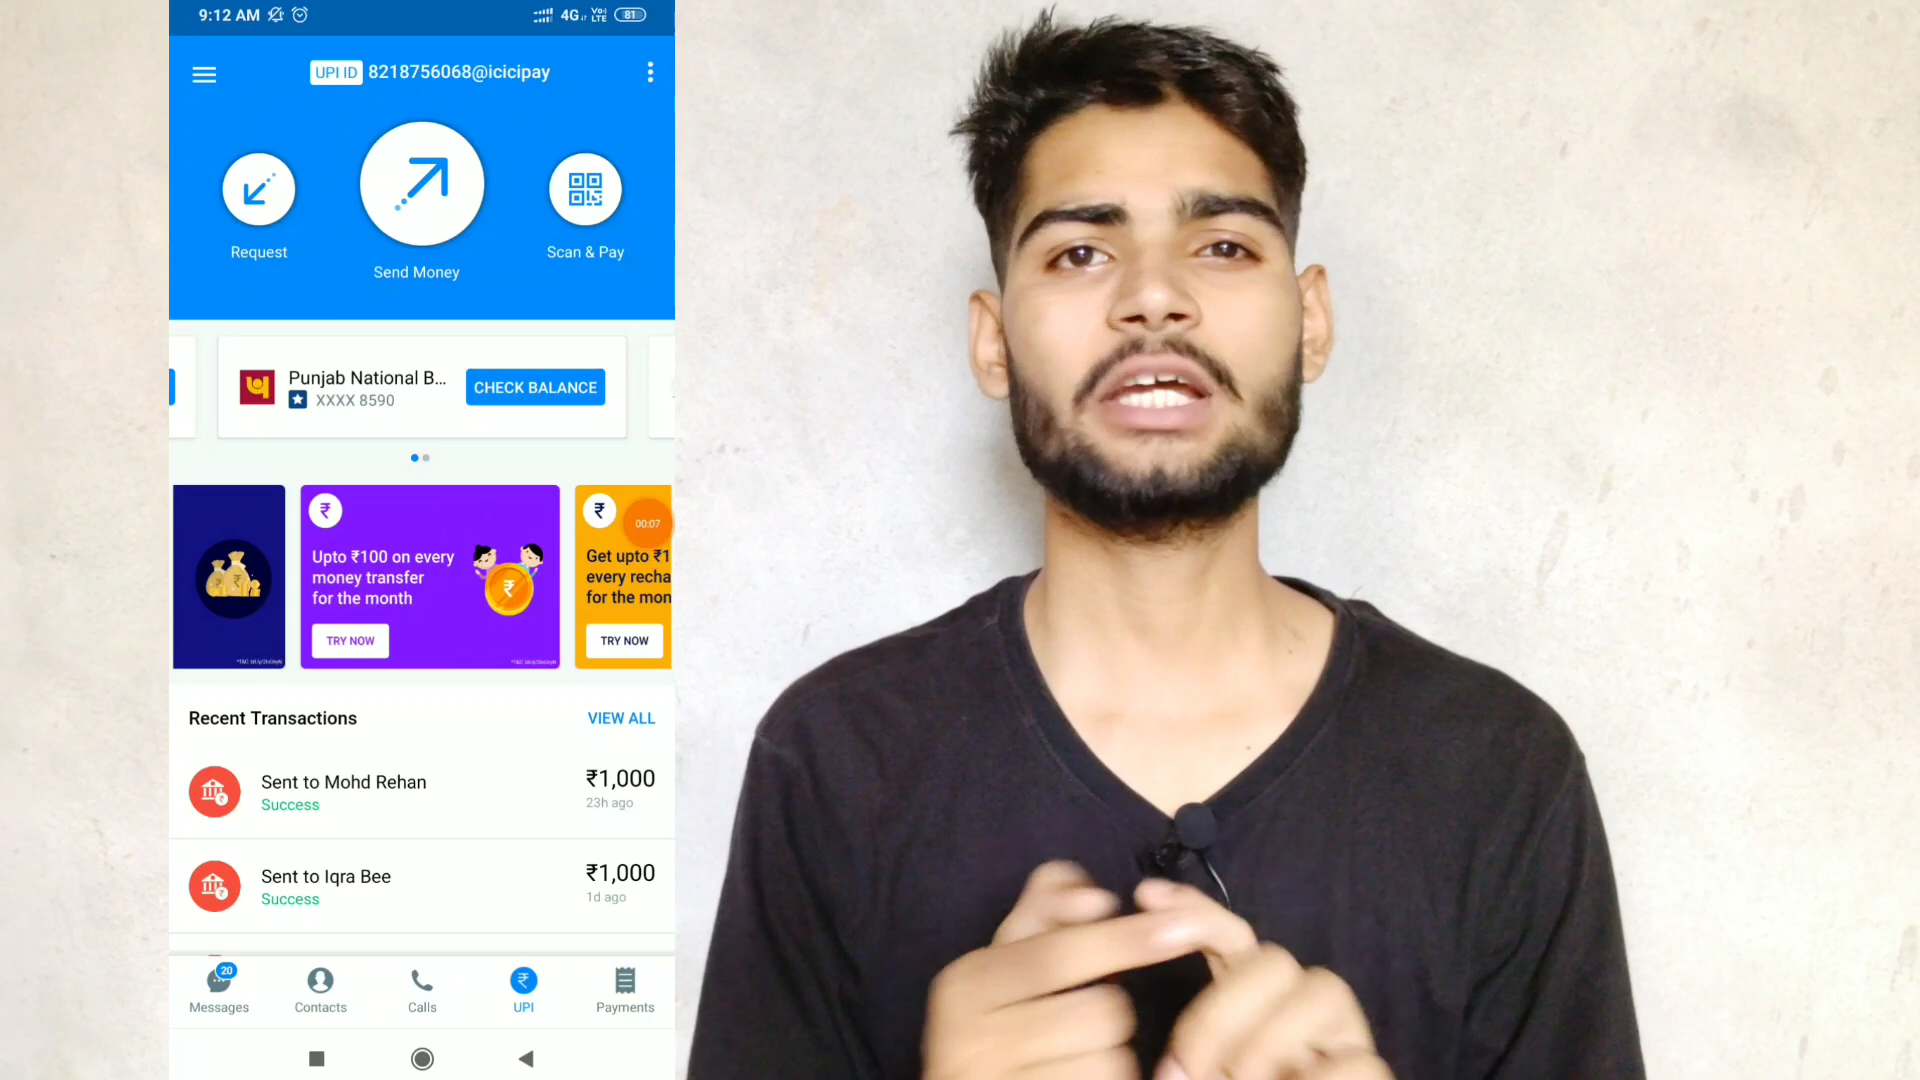 9:12 AM
4G
Vo)
LTE
81
UPI ID 8218756068@icicipay
Request
Send Money
Scan & Pay
Punjab National B...
XXXX 8590
CHECK BALANCE
Upto ₹100 on every
money transfer
for the month
TRY NOW
00:07
Get upto ₹1
every recha
for the mon
TRY NOW
Recent Transactions
VIEW ALL
Sent to Mohd Rehan
₹1,000
Success
23h ago
Sent to Iqra Bee
₹1,000
Success
1d ago
20
Messages
Contacts
Calls
UPI
Payments